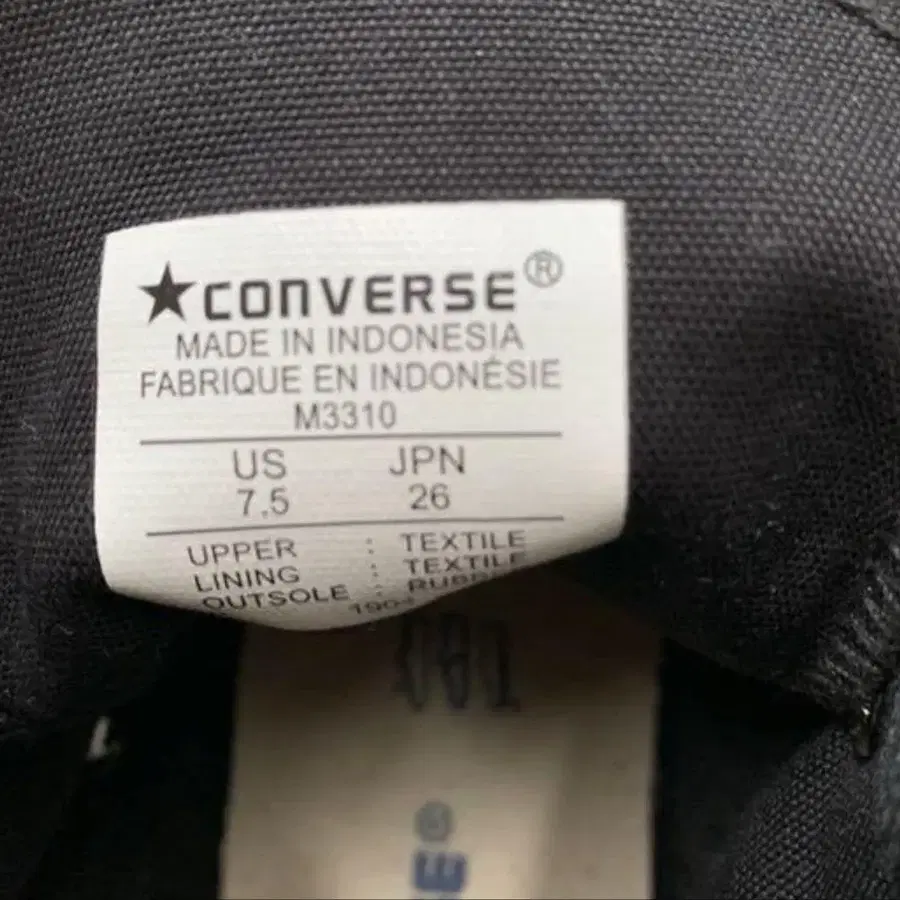 ★CONVERSE®
MADE IN INDONESIA
FABRIQUE EN INDONÉSIE
M3310
US JPN
7.5 26
UPPER : TEXTILE
LINING : TEXTILE
OUTSOLE :